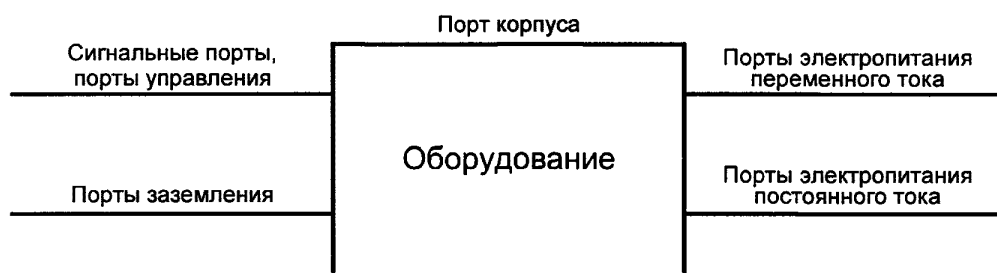 Порт корпуса
Сигнальные порты,
порты управления
Порты электропитания
переменного тока
Оборудование
Порты заземления
Порты электропитания
постоянного тока